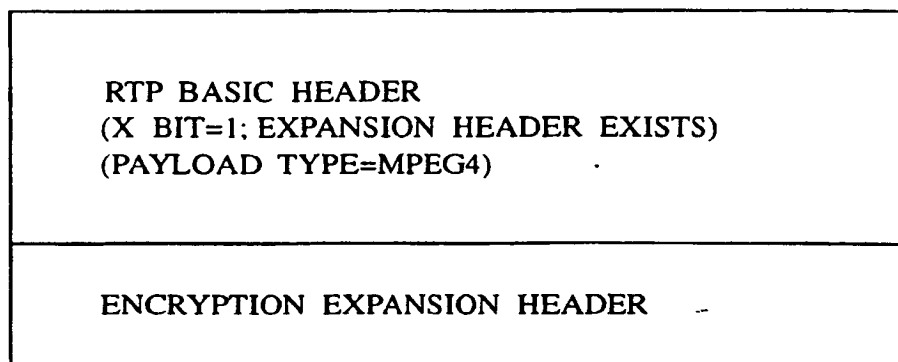 RTP BASIC HEADER
(X BIT=1; EXPANSION HEADER EXISTS)
(PAYLOAD TYPE=MPEG4)
ENCRYPTION EXPANSION HEADER